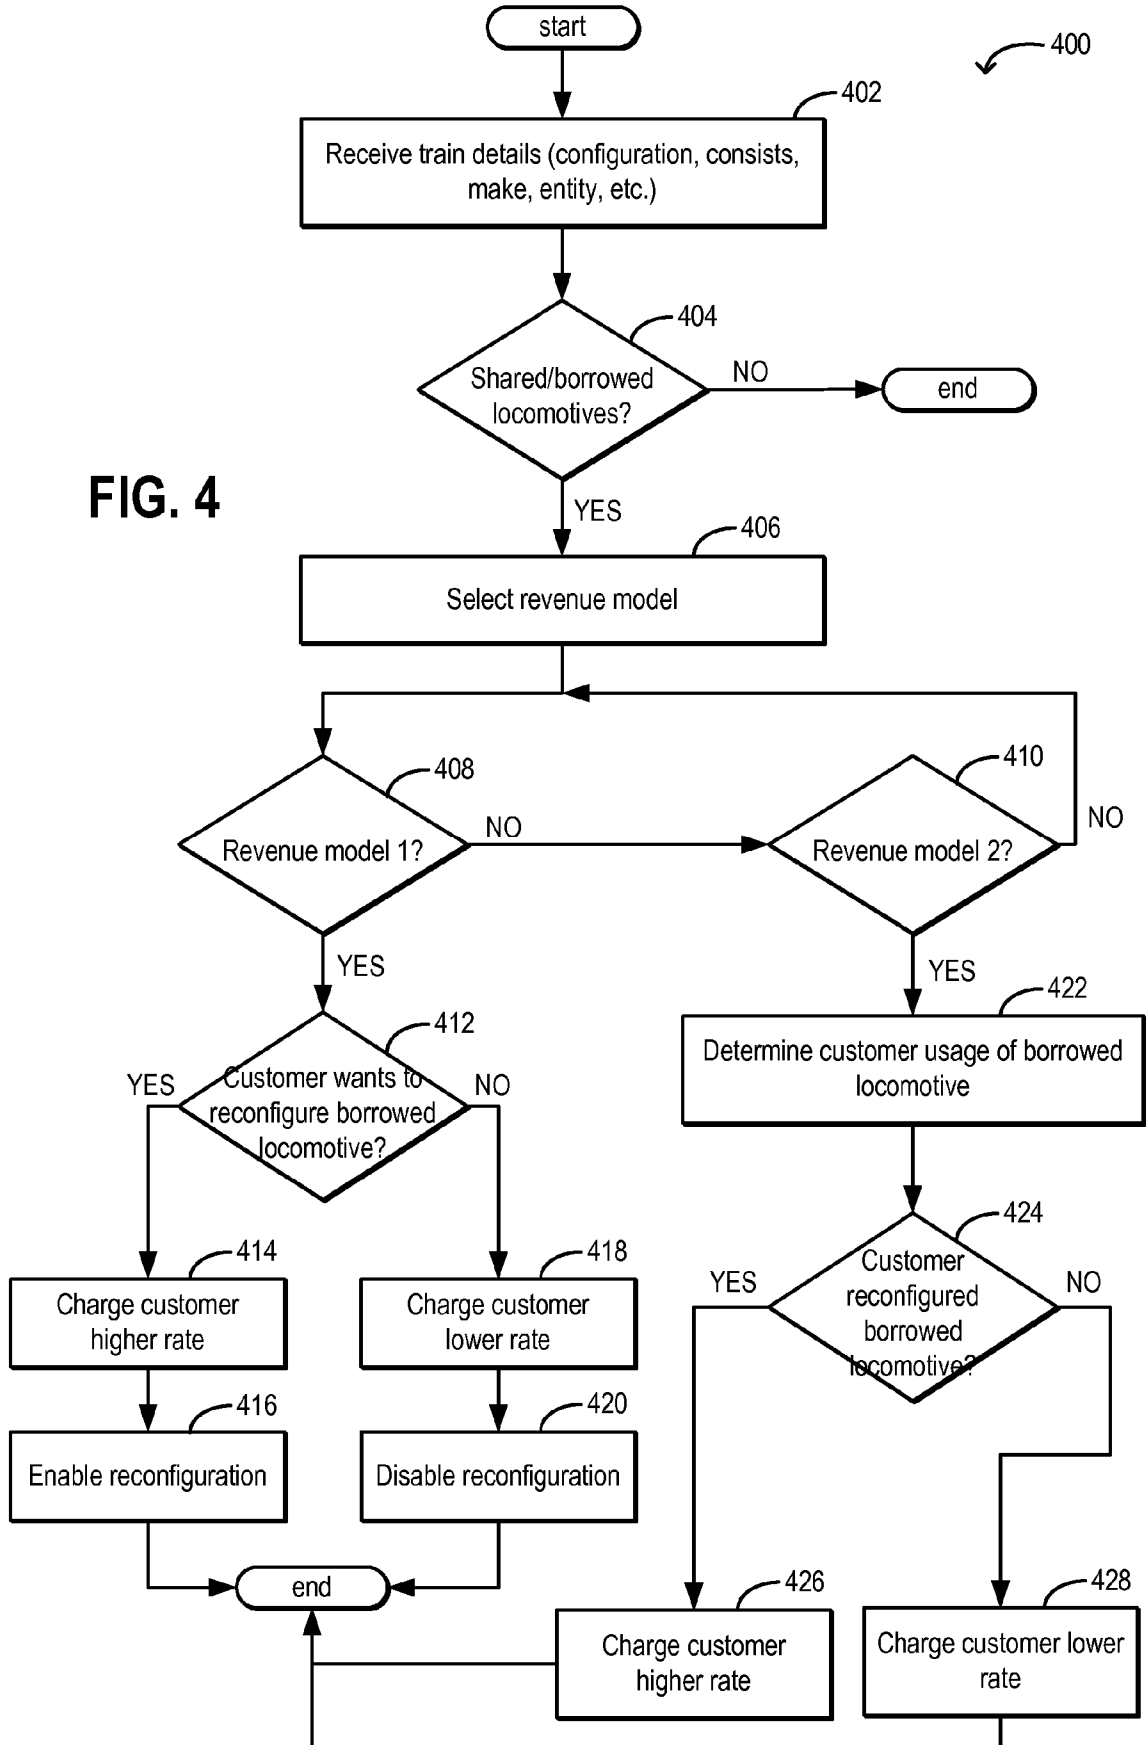 start
400
402
Receive train details (configuration, consists,
make, entity, etc.)
404
Shared/borrowed
locomotives?
NO
end
FIG. 4
YES
406
Select revenue model
408
Revenue model 1?
NO
410
Revenue model 2?
NO
YES
YES
412
Customer wants to
reconfigure borrowed
locomotive?
YES
NO
422
Determine customer usage of borrowed
locomotive
424
Customer
reconfigured
borrowed
locomotive?
YES
NO
414
Charge customer
higher rate
418
Charge customer
lower rate
416
Enable reconfiguration
420
Disable reconfiguration
end
426
Charge customer
higher rate
428
Charge customer lower
rate